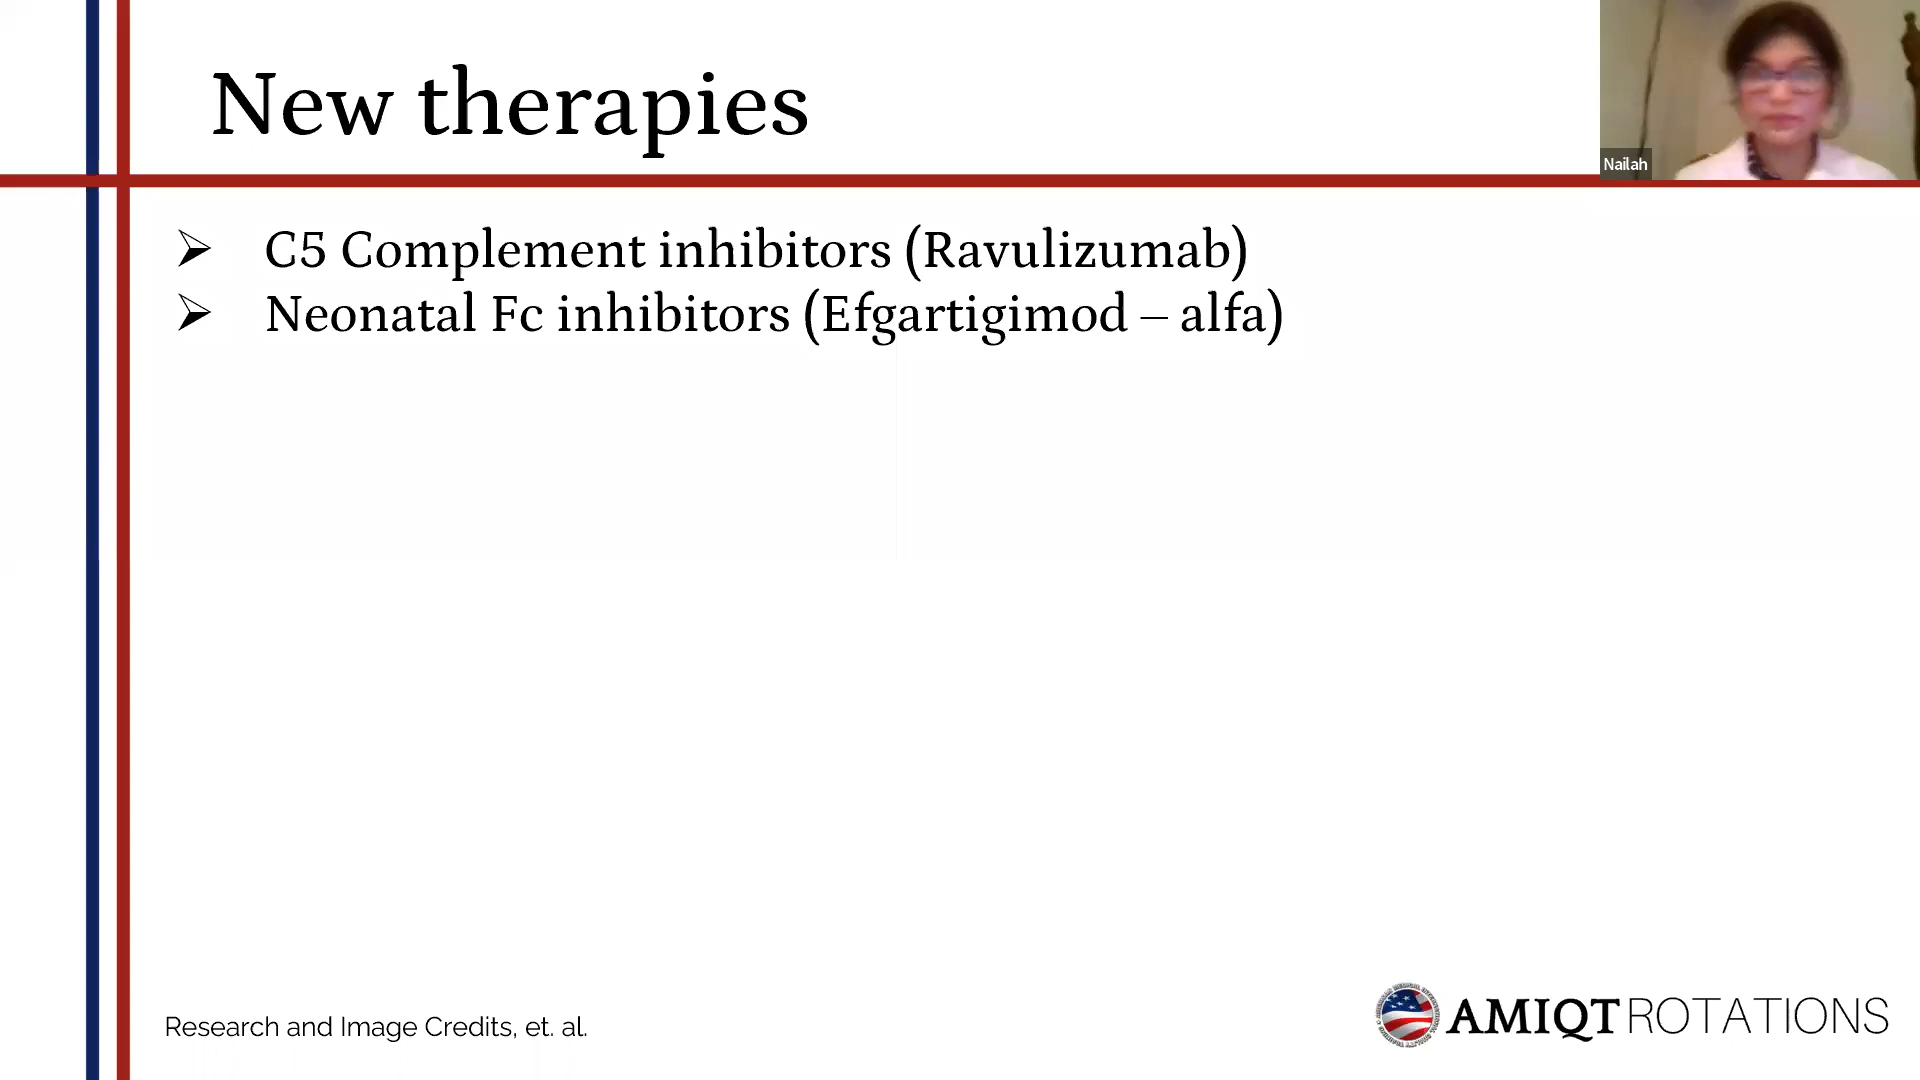 New therapies
Nailah
➢ C5 Complement inhibitors (Ravulizumab)
➢ Neonatal Fc inhibitors (Efgartigimod – alfa)
Research and Image Credits, et. al.
AMIQT ROTATIONS